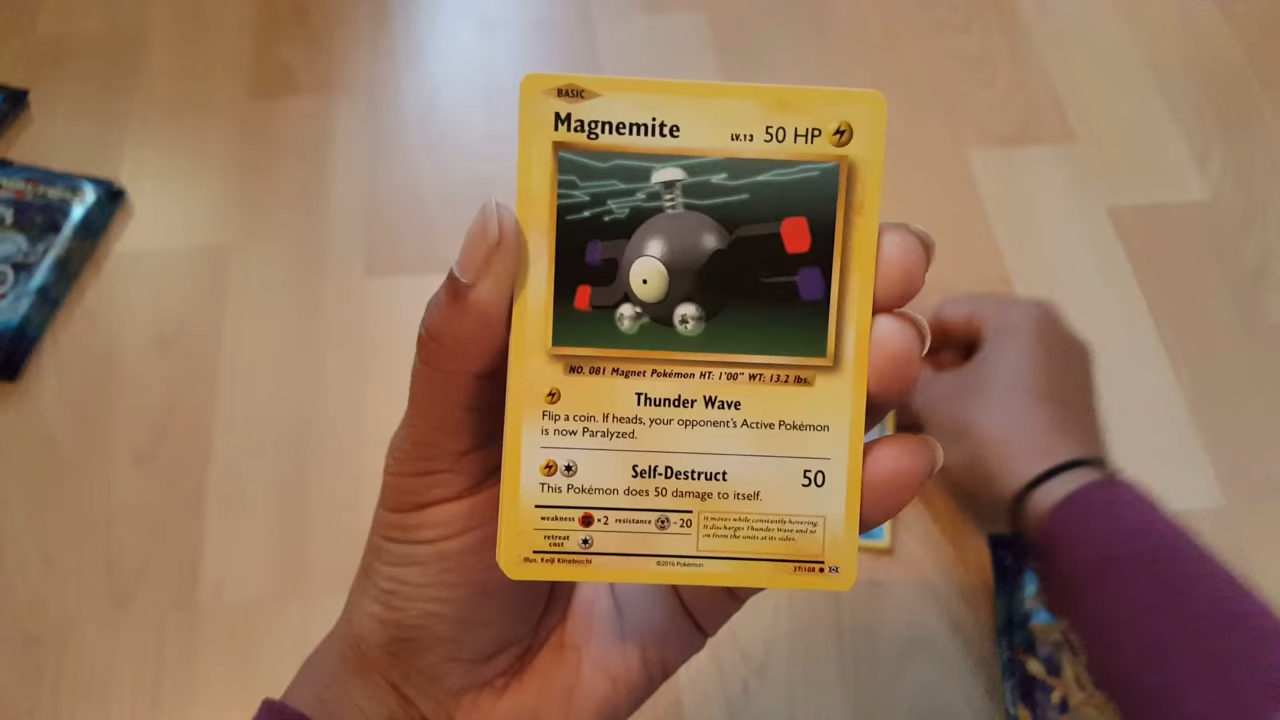 BASIC
Magnemite LV.13 50 HP
NO. 081 Magnet Pokémon HT: 1'00" WT: 13.2 lbs.
Thunder Wave
Flip a coin. If heads, your opponent's Active Pokémon
is now Paralyzed.
Self-Destruct 50
This Pokémon does 50 damage to itself.
weakness ×2 resistance -20
retreat
cost
It moves while constantly hovering.
It discharges Thunder Wave and so
on from the units at its sides.
Illus. Keiji Kinebuchi ©2016 Pokémon 37/108